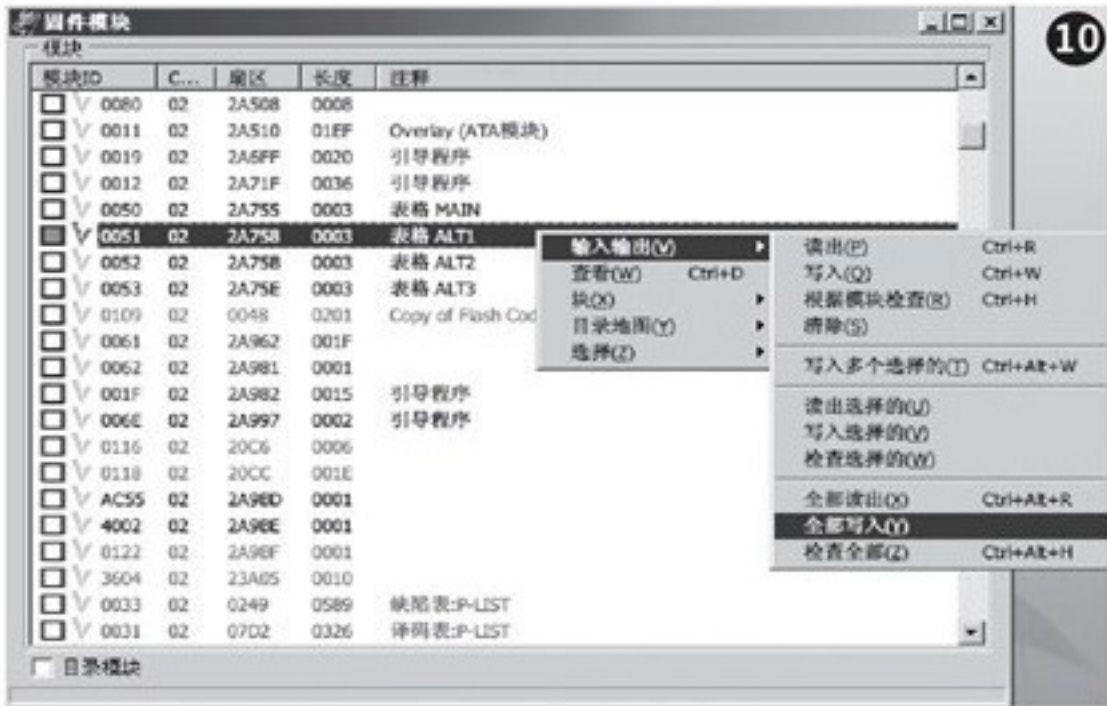 固件模块
10
模块
模块ID C... 扇区 长度 注释
0080 02 2A508 0008
0011 02 2A510 01EF Overlay (ATA模块)
0019 02 2A6FF 0020 引导程序
0012 02 2A71F 0036 引导程序
0050 02 2A755 0003 表格 MAIN
0051 02 2A758 0003 表格 ALT1
0052 02 2A75B 0003 表格 ALT2
0053 02 2A75E 0003 表格 ALT3
0109 02 0048 0201 Copy of Flash Cod
0061 02 2A962 001F
0062 02 2A981 0001
001F 02 2A982 0015 引导程序
006E 02 2A997 0002 引导程序
0116 02 20C6 0006
0118 02 20CC 001E
AC55 02 2A9BD 0001
4002 02 2A9BE 0001
0122 02 2A9BF 0001
3604 02 23A05 0010
0033 02 0249 0589 缺陷表:P-LIST
0031 02 07D2 0326 译码表:P-LIST
目录模块
输入输出(V)
查看(W) Ctrl+D
块(X)
目录地图(Y)
选择(Z)
读出(P) Ctrl+R
写入(Q) Ctrl+W
根据模块检查(R) Ctrl+H
清除(S)
写入多个选择的(T) Ctrl+Alt+W
读出选择的(U)
写入选择的(V)
检查选择的(W)
全部读出(X) Ctrl+Alt+R
全部写入(Y)
检查全部(Z) Ctrl+Alt+H